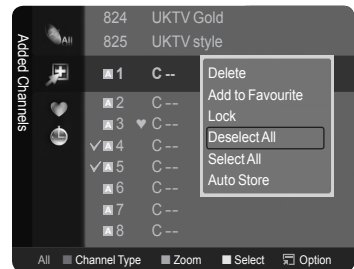 Added Channels
All
824 UKTV Gold
825 UKTV style
A 1 C --
A 2 C --
A 3 ♥ C --
✓ A 4 C --
✓ A 5 C --
A 6 C --
A 7 C --
A 8 C --
Delete
Add to Favourite
Lock
Deselect All
Select All
Auto Store
All Channel Type Zoom Select Option